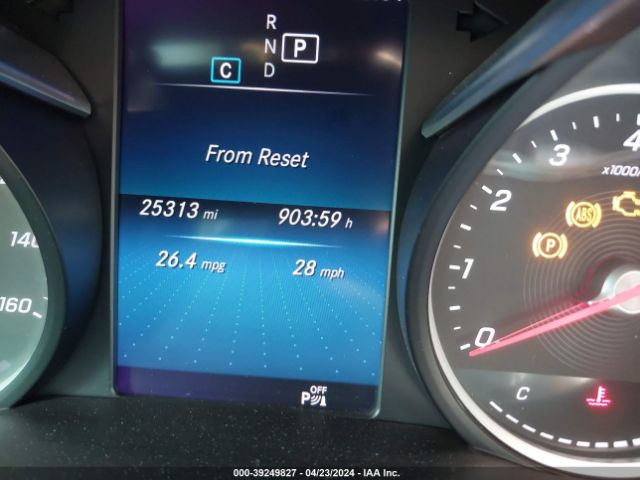 R
N P
C D
From Reset
25313 mi 903:59 h
26.4 mpg 28 mph
OFF
P
140
160
4
3
x1000/
2
1
0
ABS
P
C
000-39249827 - 04/23/2024 - IAA Inc.